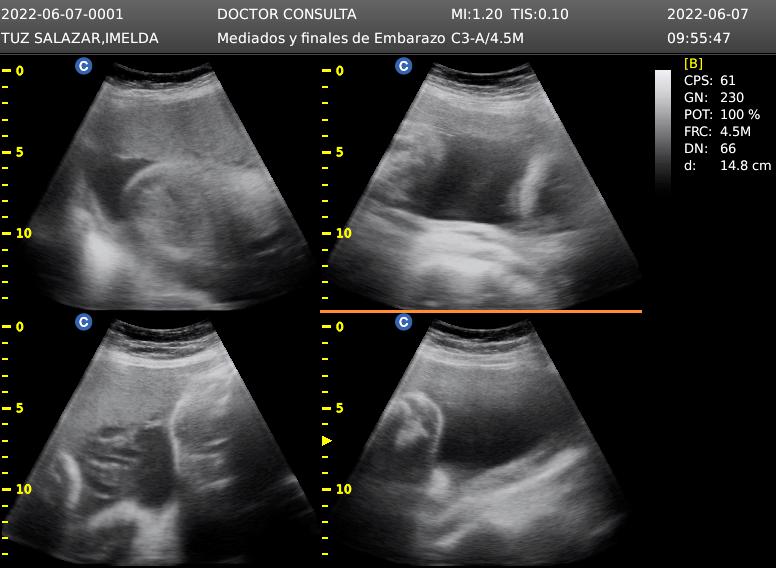 2022-06-07-0001 DOCTOR CONSULTA MI:1.20 TIS:0.10 2022-06-07
TUZ SALAZAR,IMELDA Mediados y finales de Embarazo C3-A/4.5M 09:55:47
C C
0 0
5 5
10 10
[B]
CPS: 61
GN: 230
POT: 100 %
FRC: 4.5M
DN: 66
d: 14.8 cm
C C
0 0
5 5
10 10